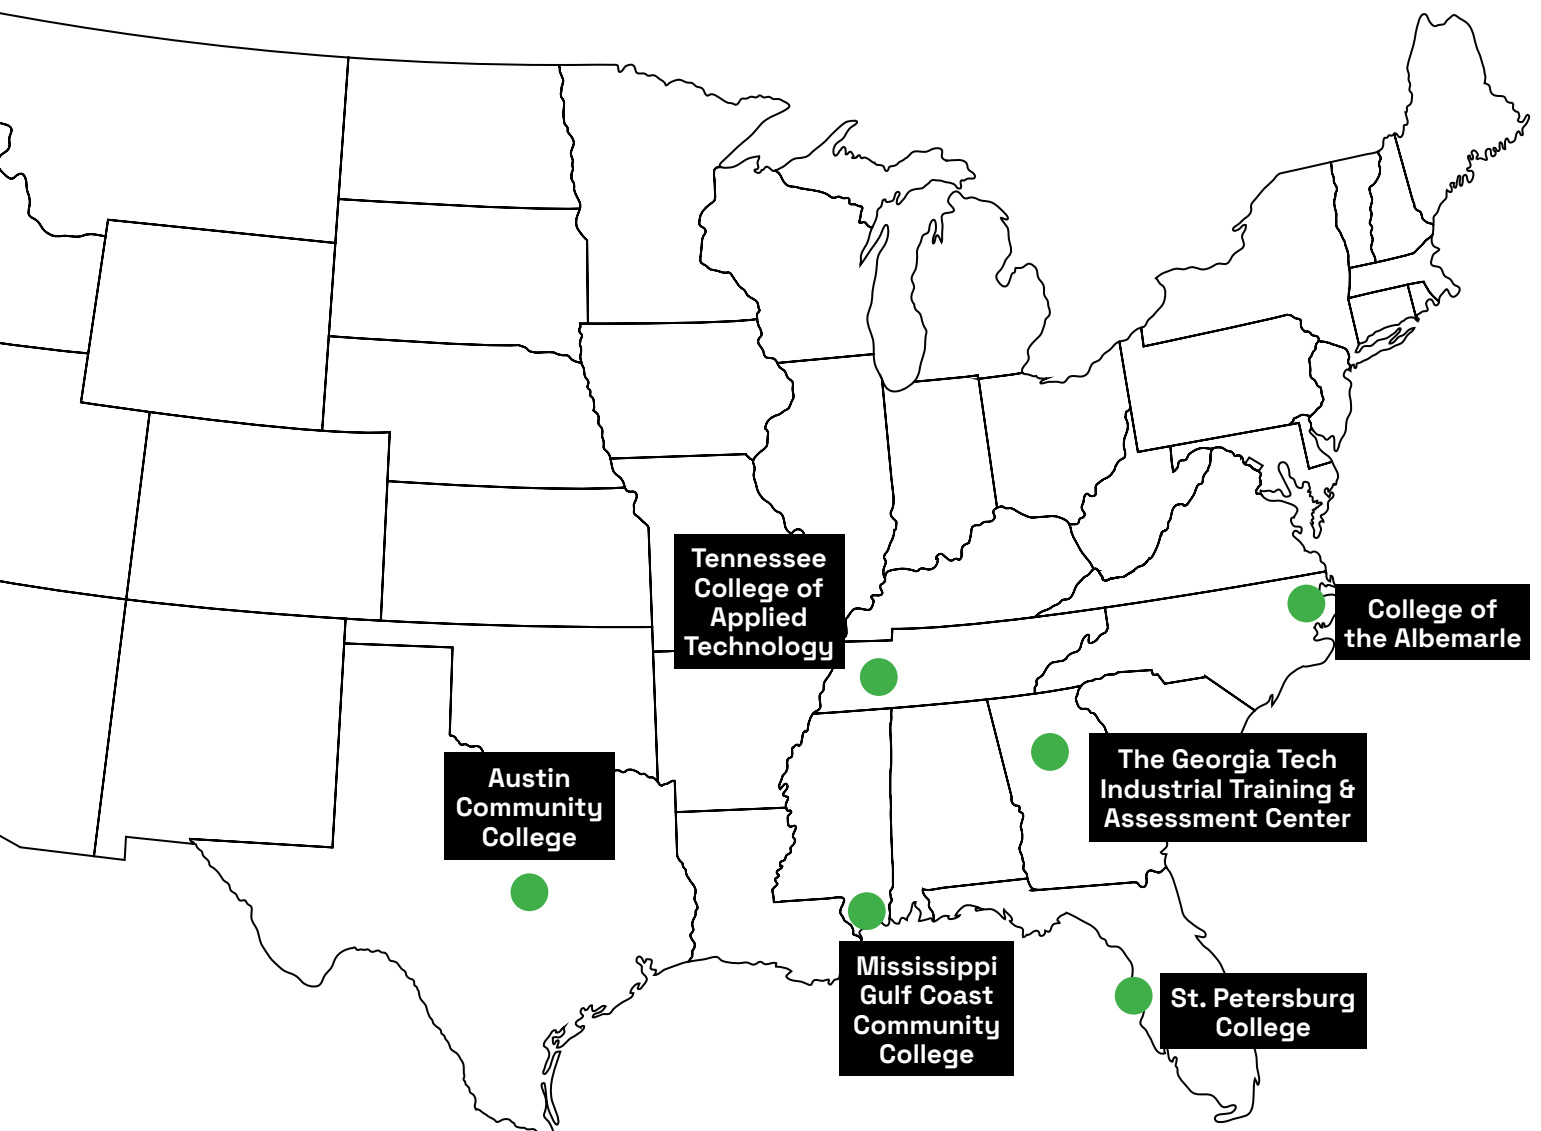 Tennessee
College of
Applied
Technology
College of
the Albemarle
The Georgia Tech
Industrial Training &
Assessment Center
Austin
Community
College
Mississippi
Gulf Coast
Community
College
St. Petersburg
College